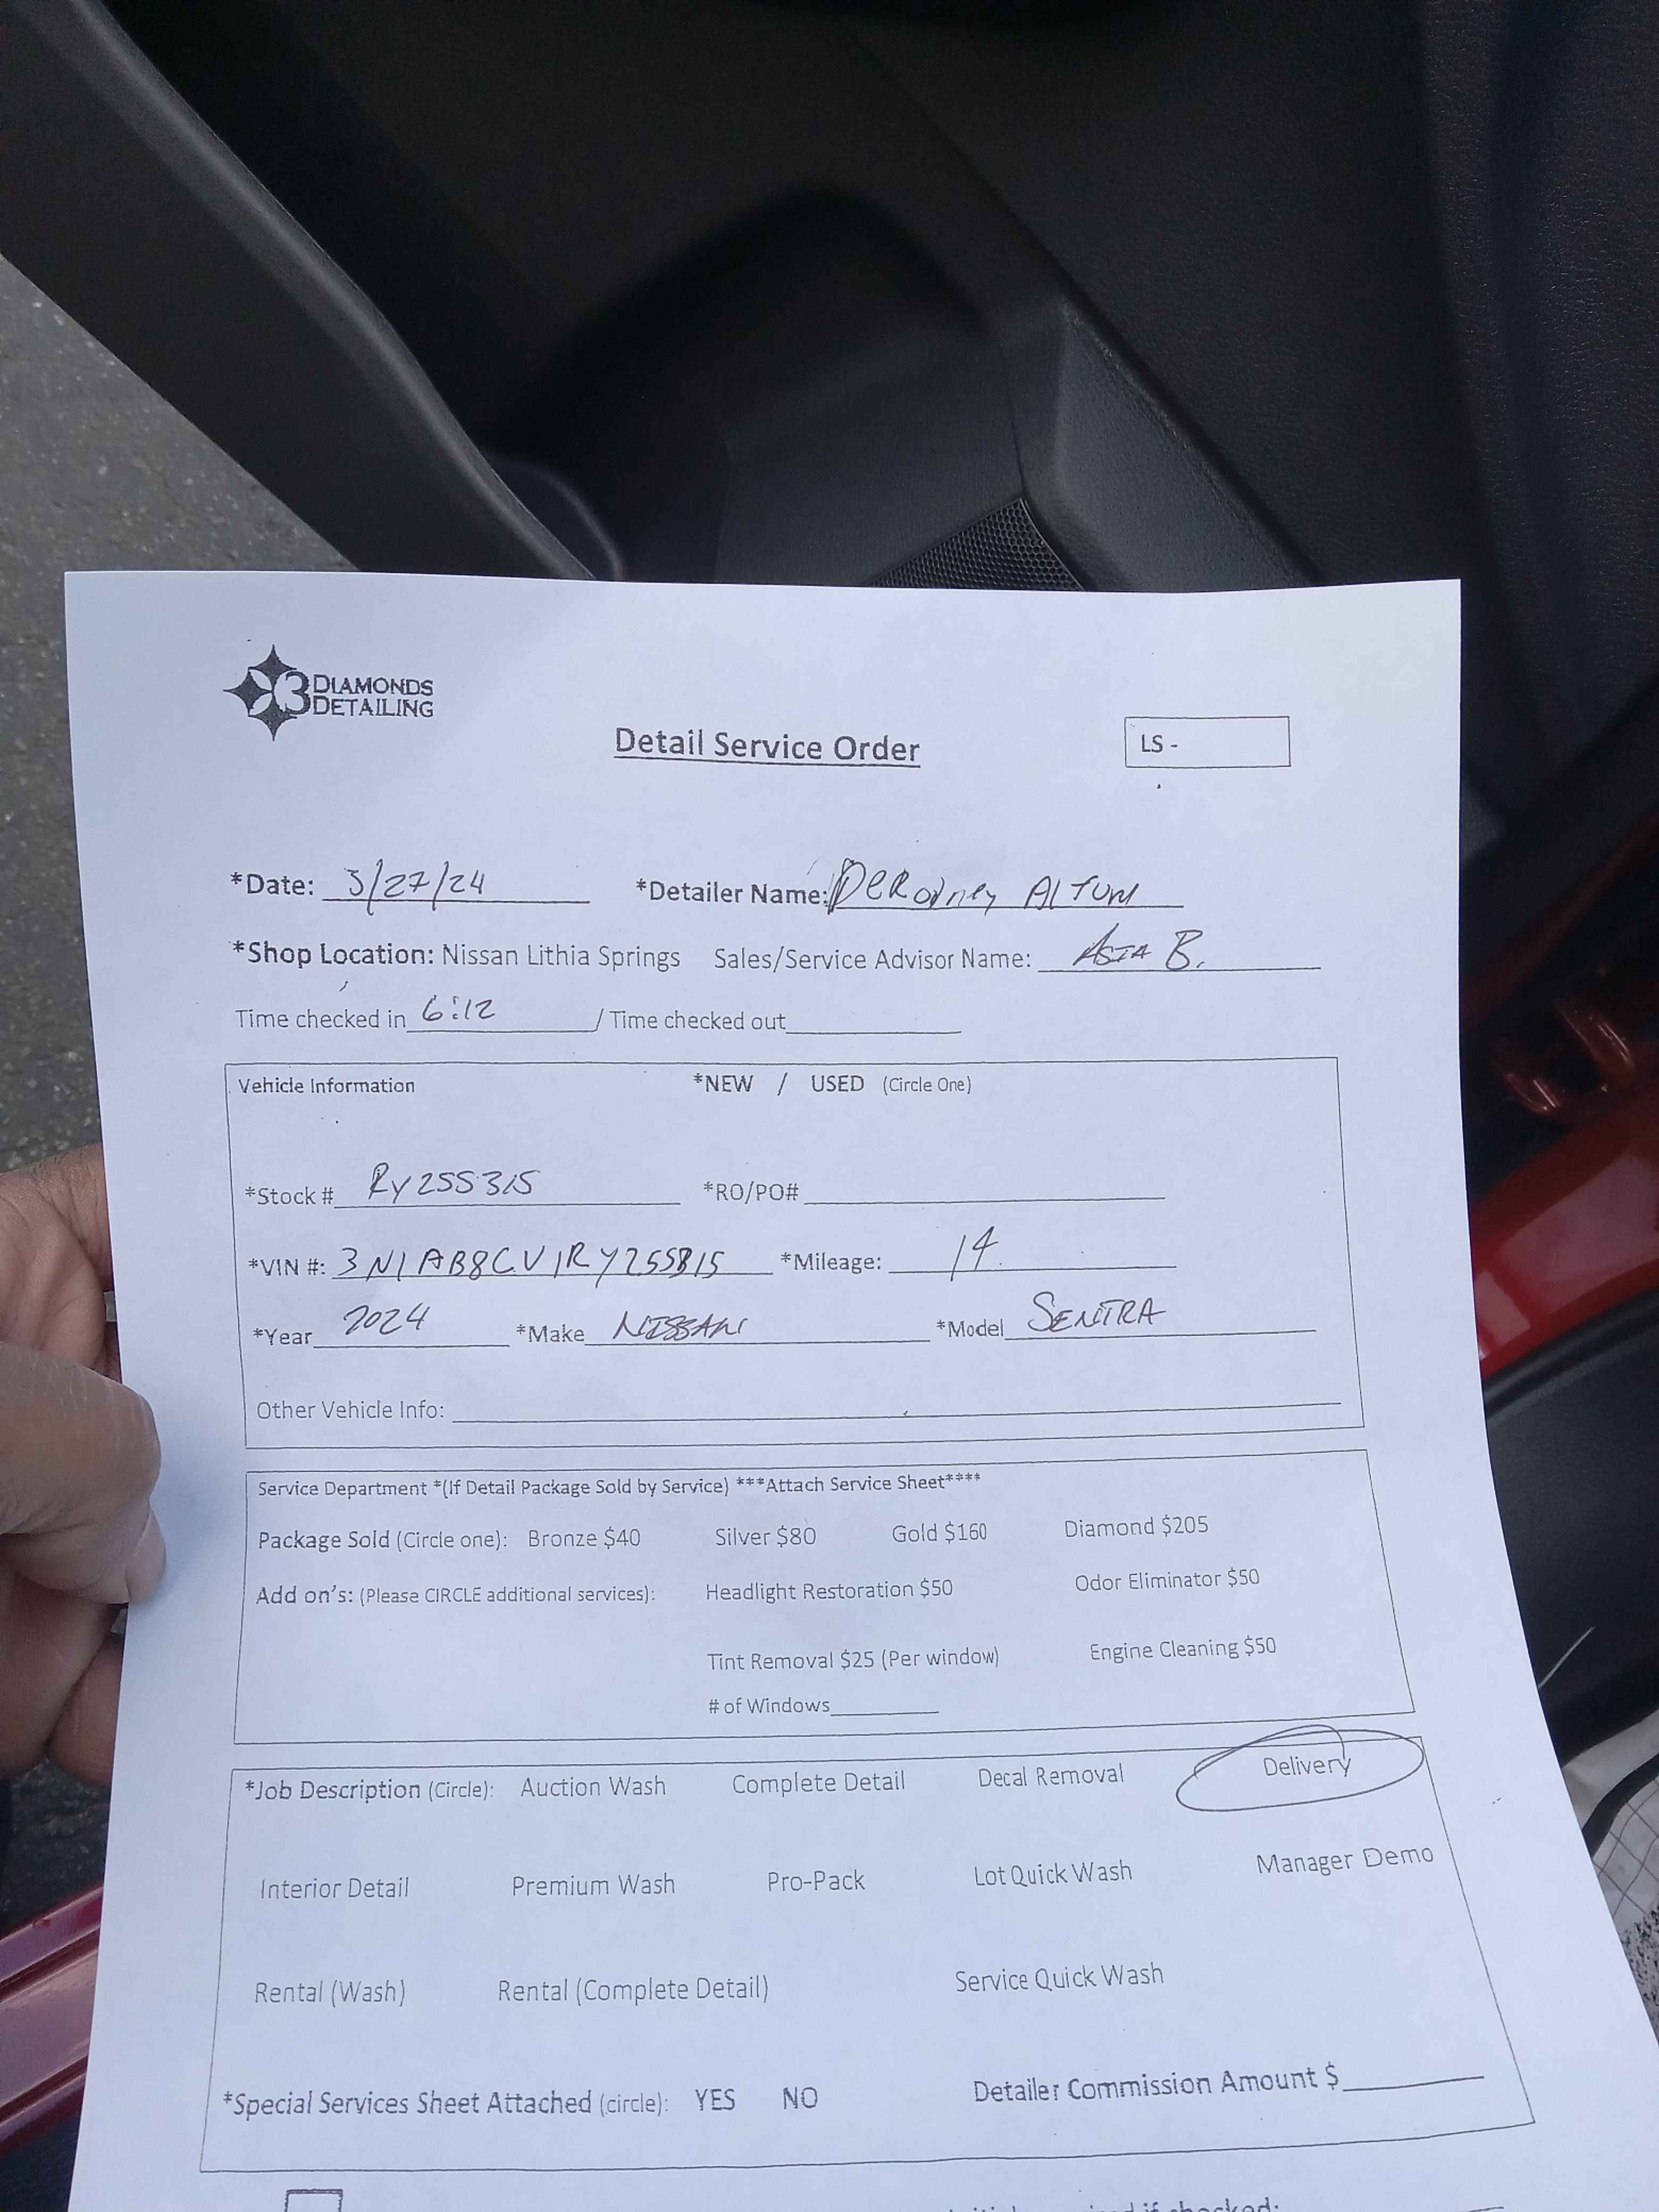 3 DIAMONDS
DETAILING
Detail Service Order
LS -
*Date: 3/27/24 *Detailer Name: DeRodney Altum
*Shop Location: Nissan Lithia Springs Sales/Service Advisor Name: ASIA B.
Time checked in 6:12 / Time checked out
Vehicle Information *NEW / USED (Circle One)
*Stock # RY255315 *RO/PO#
*VIN #: 3N1AB8CV1RY255315 *Mileage: 14
*Year 2024 *Make NISSAN *Model SENTRA
Other Vehicle Info:
Service Department *(If Detail Package Sold by Service) ***Attach Service Sheet****
Package Sold (Circle one): Bronze $40 Silver $80 Gold $160 Diamond $205
Add on's: (Please CIRCLE additional services): Headlight Restoration $50 Odor Eliminator $50
Tint Removal $25 (Per window) Engine Cleaning $50
# of Windows
*Job Description (Circle): Auction Wash Complete Detail Decal Removal Delivery
Interior Detail Premium Wash Pro-Pack Lot Quick Wash Manager Demo
Rental (Wash) Rental (Complete Detail) Service Quick Wash
*Special Services Sheet Attached (circle): YES NO Detailer Commission Amount $
if checked: